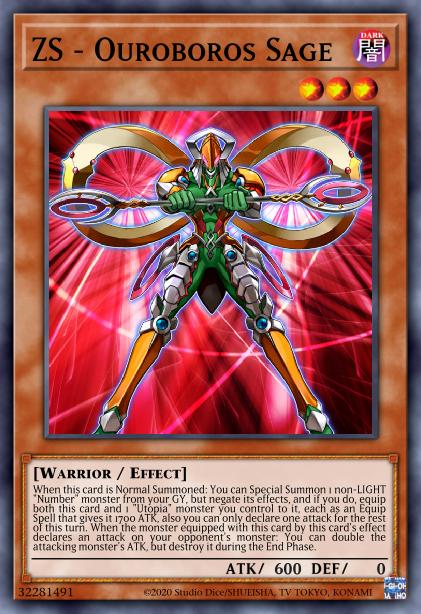 ZS - Ouroboros Sage
DARK
闇
[Warrior / Effect]
When this card is Normal Summoned: You can Special Summon 1 non-LIGHT
"Number" monster from your GY, but negate its effects, and if you do, equip
both this card and 1 "Utopia" monster you control to it, each as an Equip
Spell that gives it 1700 ATK, also you can only declare one attack for the rest
of this turn. When the monster equipped with this card by this card's effect
declares an attack on your opponent's monster: You can double the
attacking monster's ATK, but destroy it during the End Phase.
ATK/ 600 DEF/ 0
32281491 ©2020 Studio Dice/SHUEISHA, TV TOKYO, KONAMI